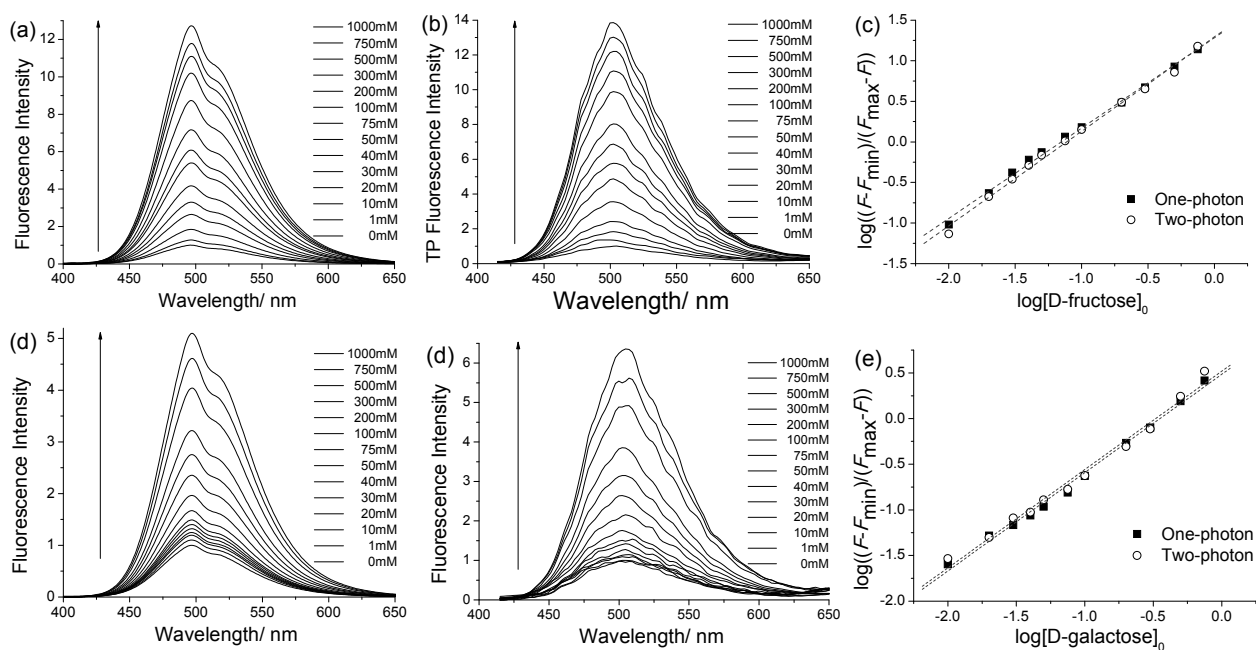 (a)
Fluorescence Intensity
12
10
8
6
4
2
0
400 450 500 550 600 650
Wavelength/ nm
1000mM
750mM
500mM
300mM
200mM
100mM
75mM
50mM
40mM
30mM
20mM
10mM
1mM
0mM
(b)
TP Fluorescence Intensity
14
12
10
8
6
4
2
0
400 450 500 550 600 650
Wavelength/ nm
1000mM
750mM
500mM
300mM
200mM
100mM
75mM
50mM
40mM
30mM
20mM
10mM
1mM
0mM
(c)
log((F-Fmin)/(Fmax-F))
1.5
1.0
0.5
0.0
-0.5
-1.0
-1.5
-2.0 -1.5 -1.0 -0.5 0.0
log[D-fructose]0
One-photon
Two-photon
(d)
Fluorescence Intensity
5
4
3
2
1
0
400 450 500 550 600 650
Wavelength/ nm
1000mM
750mM
500mM
300mM
200mM
100mM
75mM
50mM
40mM
30mM
20mM
10mM
1mM
0mM
(d)
Fluorescence Intensity
6
5
4
3
2
1
0
400 450 500 550 600 650
Wavelength/ nm
1000mM
750mM
500mM
300mM
200mM
100mM
75mM
50mM
40mM
30mM
20mM
10mM
1mM
0mM
(e)
log((F-Fmin)/(Fmax-F))
0.5
0.0
-0.5
-1.0
-1.5
-2.0
-2.0 -1.5 -1.0 -0.5 0.0
log[D-galactose]0
One-photon
Two-photon